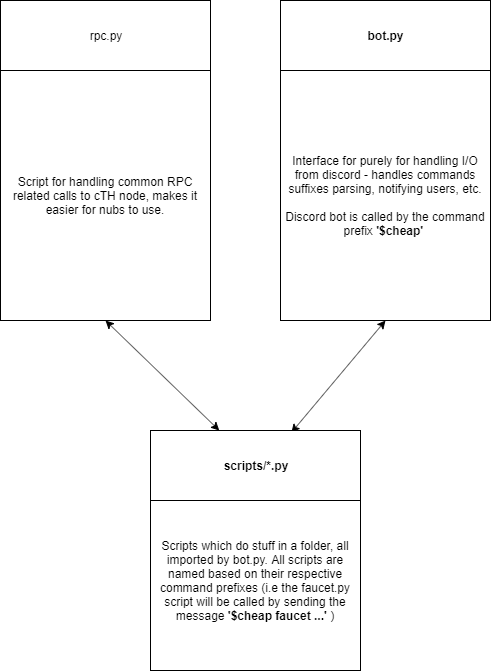 rpc.py
Script for handling common RPC
related calls to cTH node, makes it
easier for nubs to use.
bot.py
Interface for purely for handling I/O
from discord - handles commands
suffixes parsing, notifying users, etc.
Discord bot is called by the command
prefix '$cheap'
scripts/*.py
Scripts which do stuff in a folder, all
imported by bot.py. All scripts are
named based on their respective
command prefixes (i.e the faucet.py
script will be called by sending the
message '$cheap faucet ...' )